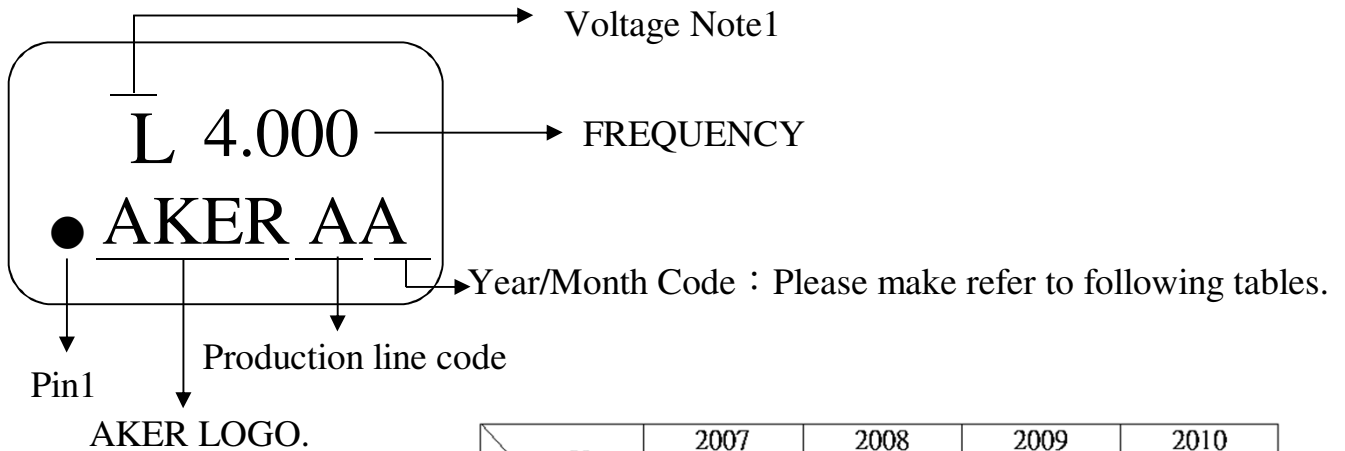 Voltage Note1
L 4.000
FREQUENCY
AKER AA
Year/Month Code：Please make refer to following tables.
Production line code
Pin1
AKER LOGO.
2007 2008 2009 2010